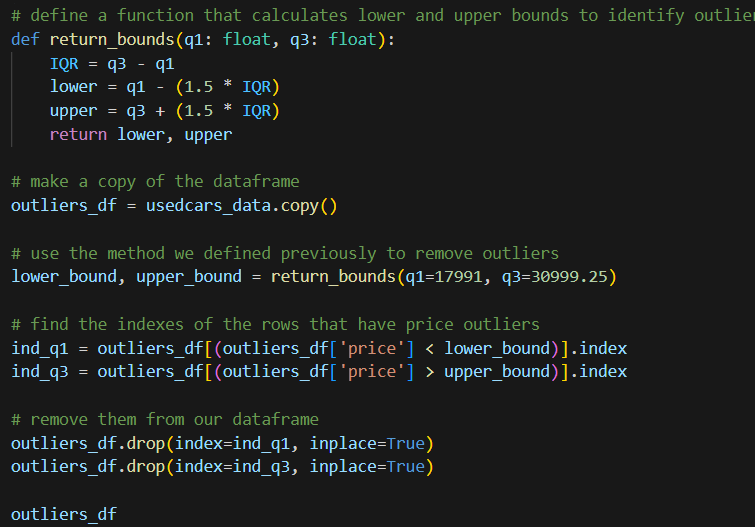 # define a function that calculates lower and upper bounds to identify
def return_bounds(q1: float, q3: float):
    IQR = q3 - q1
    lower = q1 - (1.5 * IQR)
    upper = q3 + (1.5 * IQR)
    return lower, upper
# make a copy of the dataframe
outliers_df = usedcars_data.copy()
# use the method we defined previously to remove outliers
lower_bound, upper_bound = return_bounds(q1=17991, q3=30999.25)
# find the indexes of the rows that have price outliers
ind_q1 = outliers_df[(outliers_df['price'] < lower_bound)].index
ind_q3 = outliers_df[(outliers_df['price'] > upper_bound)].index
# remove them from our dataframe
outliers_df.drop(index=ind_q1, inplace=True)
outliers_df.drop(index=ind_q3, inplace=True)
outliers_df